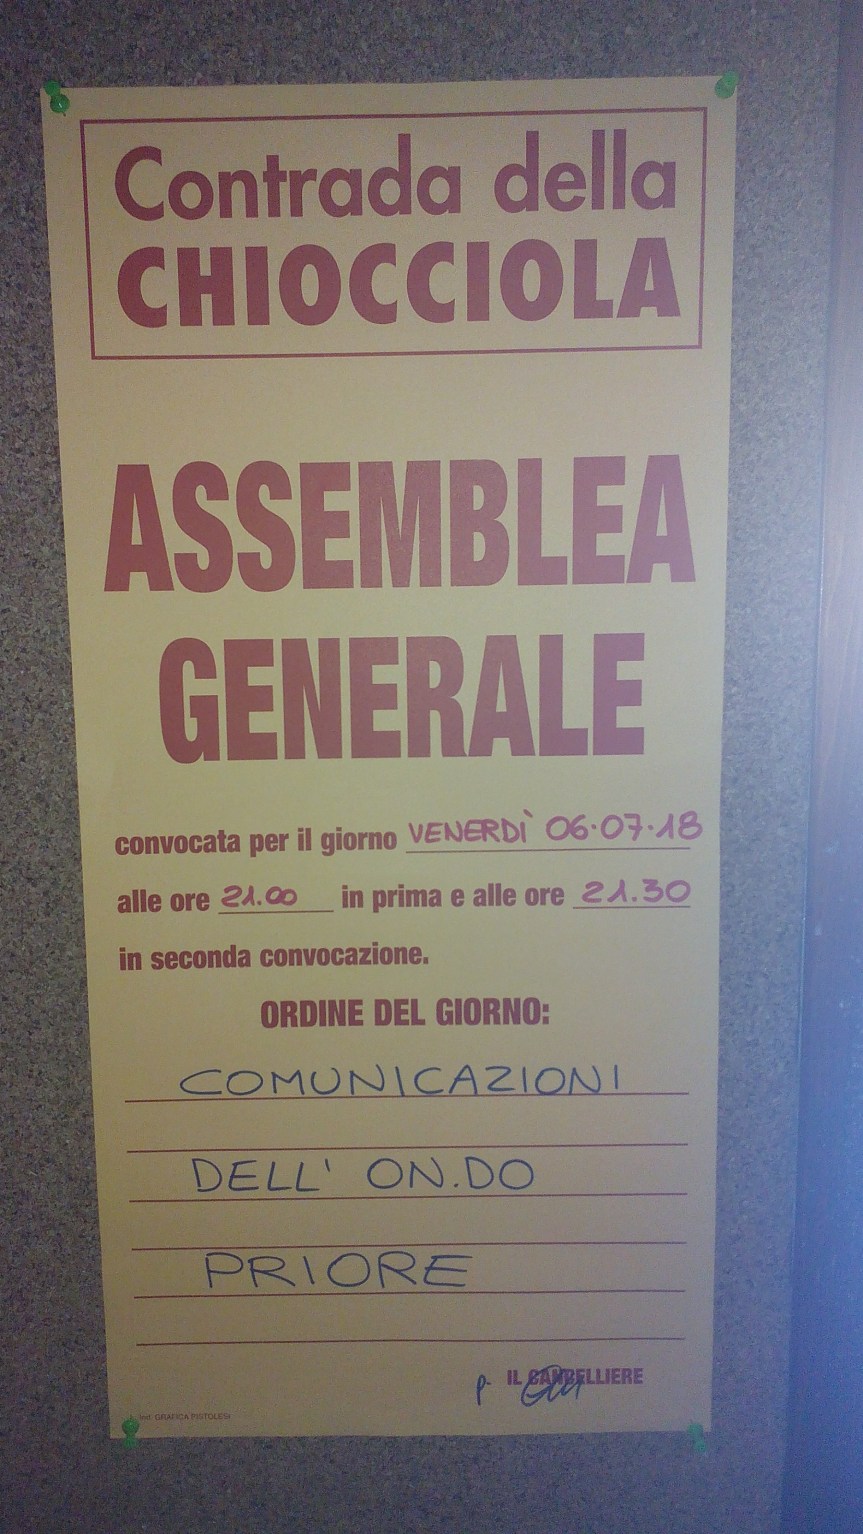 Contrada della
CHIOCCIOLA
ASSEMBLEA
GENERALE
convocata per il giorno VENERDÌ 06.07.18
alle ore 21.00 in prima e alle ore 21.30
in seconda convocazione.
ORDINE DEL GIORNO:
COMUNICAZIONI
DELL' ON.DO
PRIORE
p. IL CANCELLIERE
GRAFICA PISTOLESI